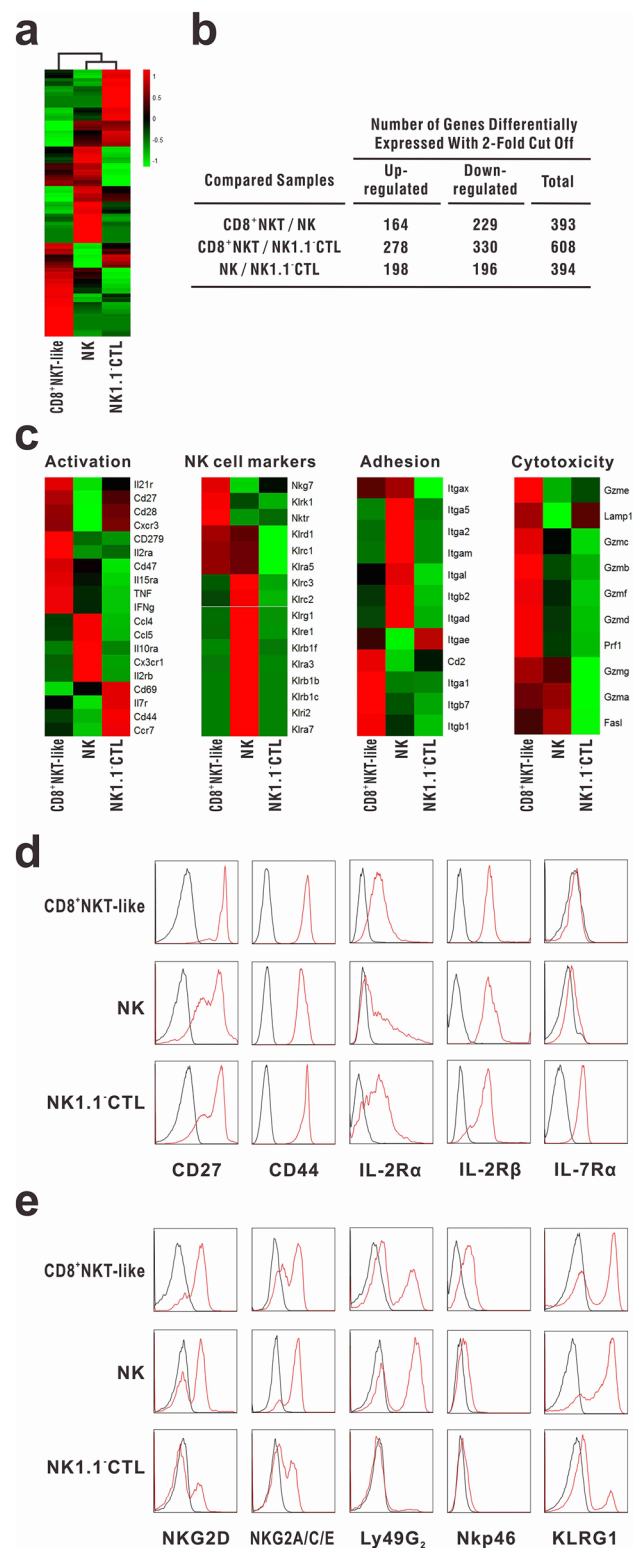 a
1
0.5
0
-0.5
-1
CD8⁺NKT-like
NK
NK1.1⁻CTL
b
Number of Genes Differentially
Expressed With 2-Fold Cut Off
Compared Samples
Up-
regulated
Down-
regulated
Total
CD8⁺NKT / NK 164 229 393
CD8⁺NKT / NK1.1⁻CTL 278 330 608
NK / NK1.1⁻CTL 198 196 394
c
Activation
Il21r
Cd27
Cd28
Cxcr3
CD279
Il2ra
Cd47
Il15ra
TNF
IFNg
Ccl4
Ccl5
Il10ra
Cx3cr1
Il2rb
Cd69
Il7r
Cd44
Ccr7
CD8⁺NKT-like
NK
NK1.1⁻CTL
NK cell markers
Nkg7
Klrk1
Nktr
Klrd1
Klrc1
Klra5
Klrc3
Klrc2
Klrg1
Klre1
Klrb1f
Klra3
Klrb1b
Klrb1c
Klri2
Klra7
CD8⁺NKT-like
NK
NK1.1⁻CTL
Adhesion
Itgax
Itga5
Itga2
Itgam
Itgal
Itgb2
Itgad
Itgae
Cd2
Itga1
Itgb7
Itgb1
CD8⁺NKT-like
NK
NK1.1⁻CTL
Cytotoxicity
Gzme
Lamp1
Gzmc
Gzmb
Gzmf
Gzmd
Prf1
Gzmg
Gzma
Fasl
CD8⁺NKT-like
NK
NK1.1⁻CTL
d
CD8⁺NKT-like
NK
NK1.1⁻CTL
CD27 CD44 IL-2Rα IL-2Rβ IL-7Rα
e
CD8⁺NKT-like
NK
NK1.1⁻CTL
NKG2D NKG2A/C/E Ly49G₂ Nkp46 KLRG1